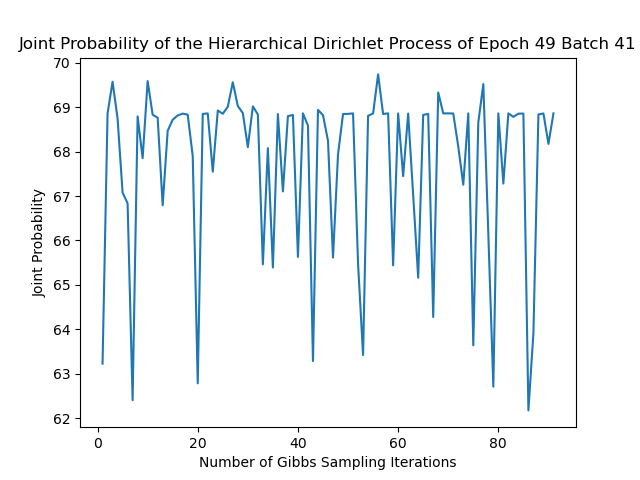 Joint Probability of the Hierarchical Dirichlet Process of Epoch 49 Batch 41
70
69
68
67
66
65
64
63
62
Joint Probability
0 20 40 60 80
Number of Gibbs Sampling Iterations